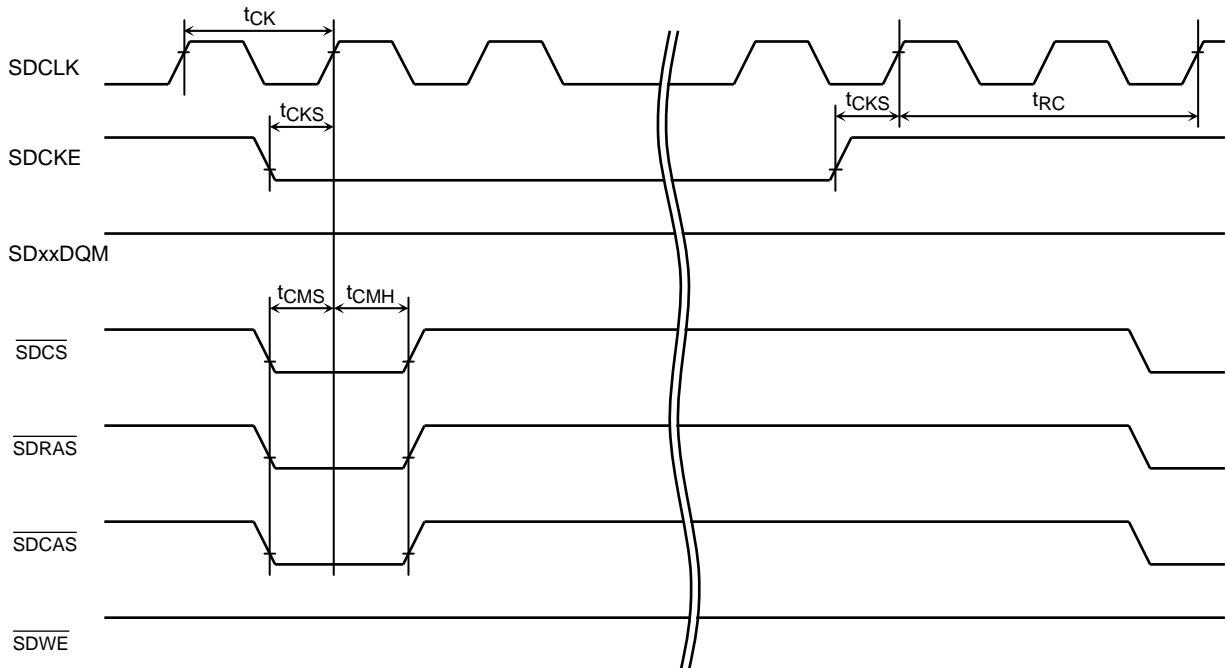 tCK
SDCLK
tCKS
tCKS
tRC
SDCKE
SDxxDQM
tCMS
tCMH
SDCS
SDRAS
SDCAS
SDWE